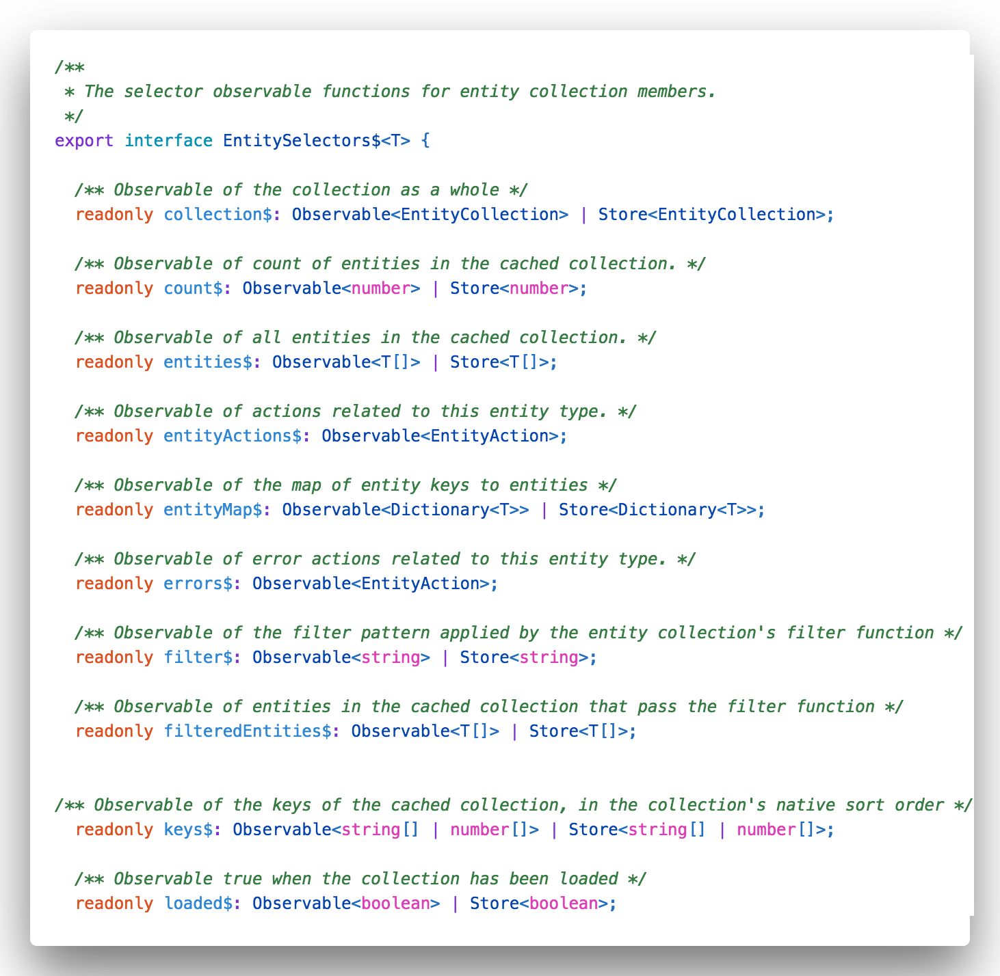 /**
 * The selector observable functions for entity collection members.
 */
export interface EntitySelectors$<T> {

  /** Observable of the collection as a whole */
  readonly collection$: Observable<EntityCollection> | Store<EntityCollection>;

  /** Observable of count of entities in the cached collection. */
  readonly count$: Observable<number> | Store<number>;

  /** Observable of all entities in the cached collection. */
  readonly entities$: Observable<T[]> | Store<T[]>;

  /** Observable of actions related to this entity type. */
  readonly entityActions$: Observable<EntityAction>;

  /** Observable of the map of entity keys to entities */
  readonly entityMap$: Observable<Dictionary<T>> | Store<Dictionary<T>>;

  /** Observable of error actions related to this entity type. */
  readonly errors$: Observable<EntityAction>;

  /** Observable of the filter pattern applied by the entity collection's filter function */
  readonly filter$: Observable<string> | Store<string>;

  /** Observable of entities in the cached collection that pass the filter function */
  readonly filteredEntities$: Observable<T[]> | Store<T[]>;


/** Observable of the keys of the cached collection, in the collection's native sort order */
  readonly keys$: Observable<string[] | number[]> | Store<string[] | number[]>;

  /** Observable true when the collection has been loaded */
  readonly loaded$: Observable<boolean> | Store<boolean>;